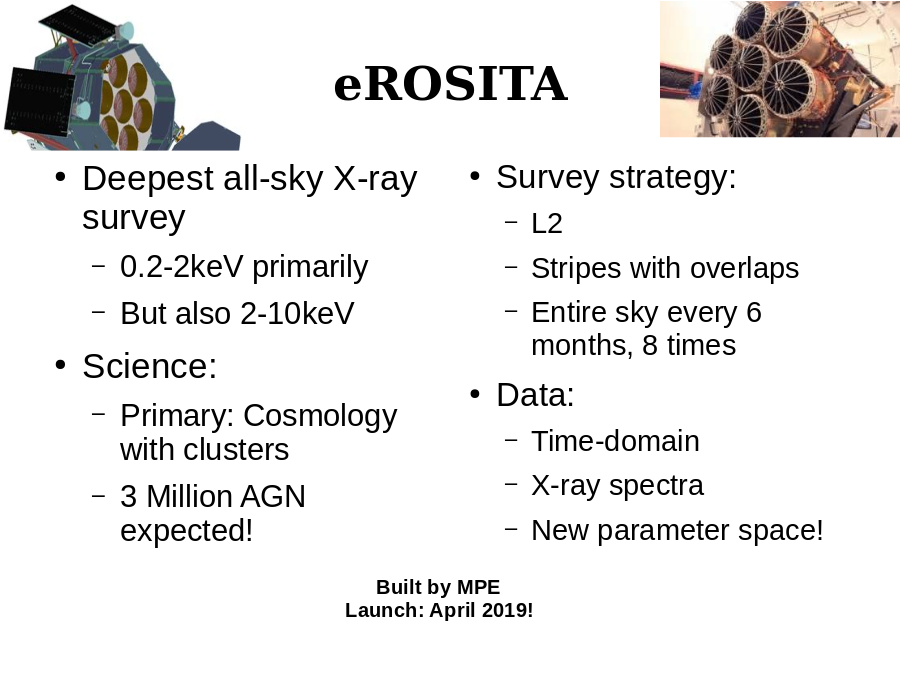 eROSITA
• Deepest all-sky X-ray
survey
– 0.2-2keV primarily
– But also 2-10keV
• Science:
– Primary: Cosmology
with clusters
– 3 Million AGN
expected!
• Survey strategy:
– L2
– Stripes with overlaps
– Entire sky every 6
months, 8 times
• Data:
– Time-domain
– X-ray spectra
– New parameter space!
Built by MPE
Launch: April 2019!